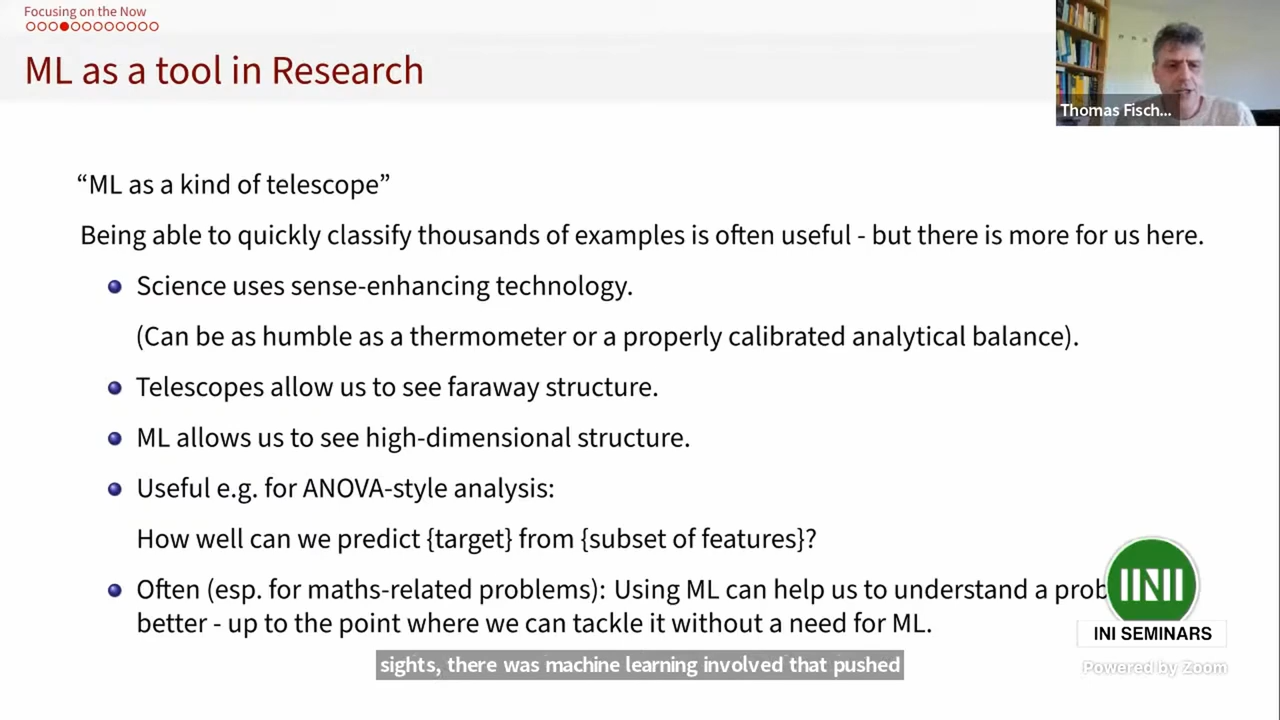 Focusing on the Now
ML as a tool in Research
Thomas Fisch...
“ML as a kind of telescope”
Being able to quickly classify thousands of examples is often useful - but there is more for us here.
Science uses sense-enhancing technology.
(Can be as humble as a thermometer or a properly calibrated analytical balance).
Telescopes allow us to see faraway structure.
ML allows us to see high-dimensional structure.
Useful e.g. for ANOVA-style analysis:
How well can we predict {target} from {subset of features}?
Often (esp. for maths-related problems): Using ML can help us to understand a prob
better - up to the point where we can tackle it without a need for ML.
INI SEMINARS
sights, there was machine learning involved that pushed
Powered by Zoom